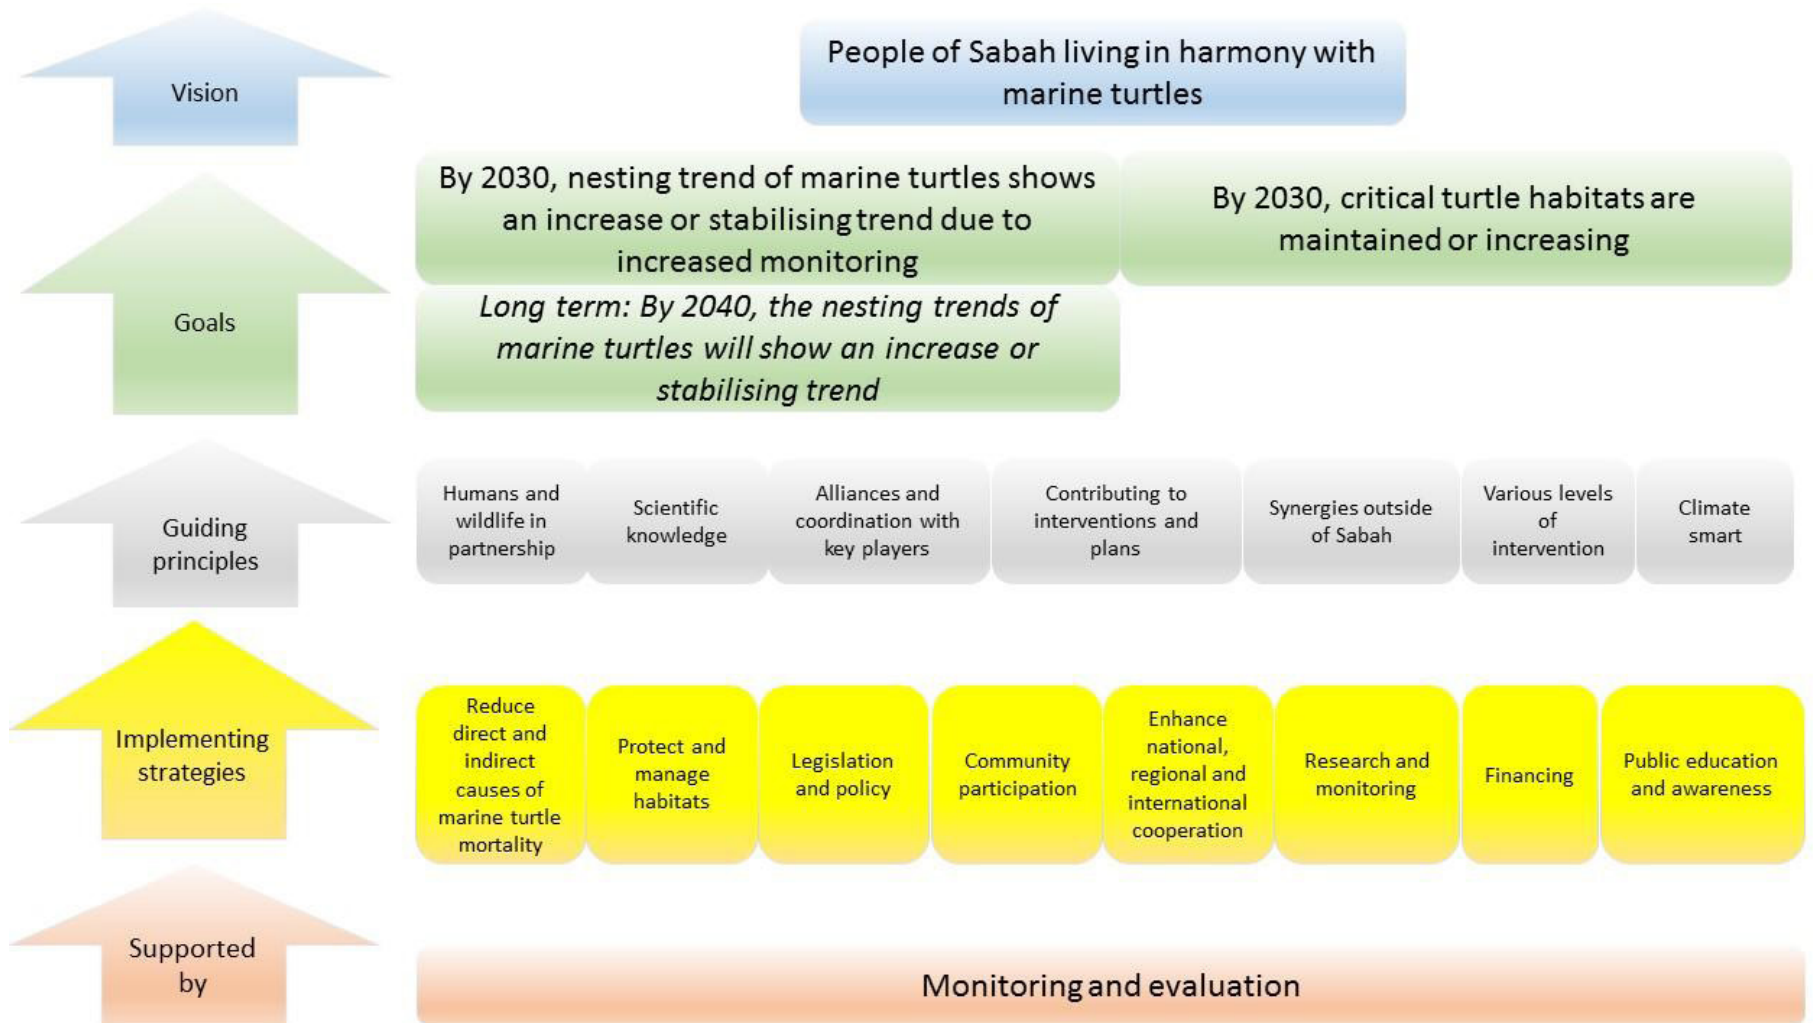 Vision
People of Sabah living in harmony with
marine turtles
Goals
By 2030, nesting trend of marine turtles shows
an increase or stabilising trend due to
increased monitoring
By 2030, critical turtle habitats are
maintained or increasing
Long term: By 2040, the nesting trends of
marine turtles will show an increase or
stabilising trend
Guiding
principles
Humans and
wildlife in
partnership
Scientific
knowledge
Alliances and
coordination with
key players
Contributing to
interventions and
plans
Synergies outside
of Sabah
Various levels
of
intervention
Climate
smart
Implementing
strategies
Reduce
direct and
indirect
causes of
marine turtle
mortality
Protect and
manage
habitats
Legislation
and policy
Community
participation
Enhance
national,
regional and
international
cooperation
Research and
monitoring
Financing
Public education
and awareness
Supported
by
Monitoring and evaluation